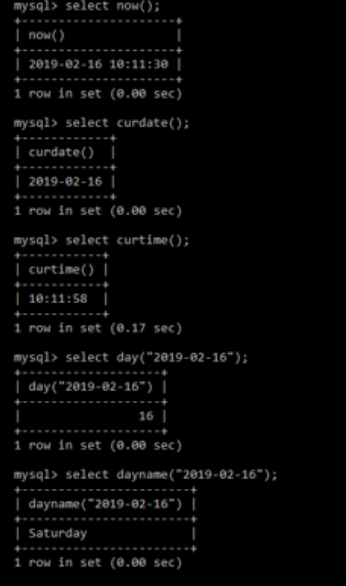 mysql> select now();
+---------------------+
| now()               |
+---------------------+
| 2019-02-16 10:11:30 |
+---------------------+
1 row in set (0.00 sec)
mysql> select curdate();
+------------+
| curdate()  |
+------------+
| 2019-02-16 |
+------------+
1 row in set (0.00 sec)
mysql> select curtime();
+-----------+
| curtime() |
+-----------+
| 10:11:58  |
+-----------+
1 row in set (0.17 sec)
mysql> select day("2019-02-16");
+-------------------+
| day("2019-02-16") |
+-------------------+
|                16 |
+-------------------+
1 row in set (0.00 sec)
mysql> select dayname("2019-02-16");
+-----------------------+
| dayname("2019-02-16") |
+-----------------------+
| Saturday              |
+-----------------------+
1 row in set (0.00 sec)